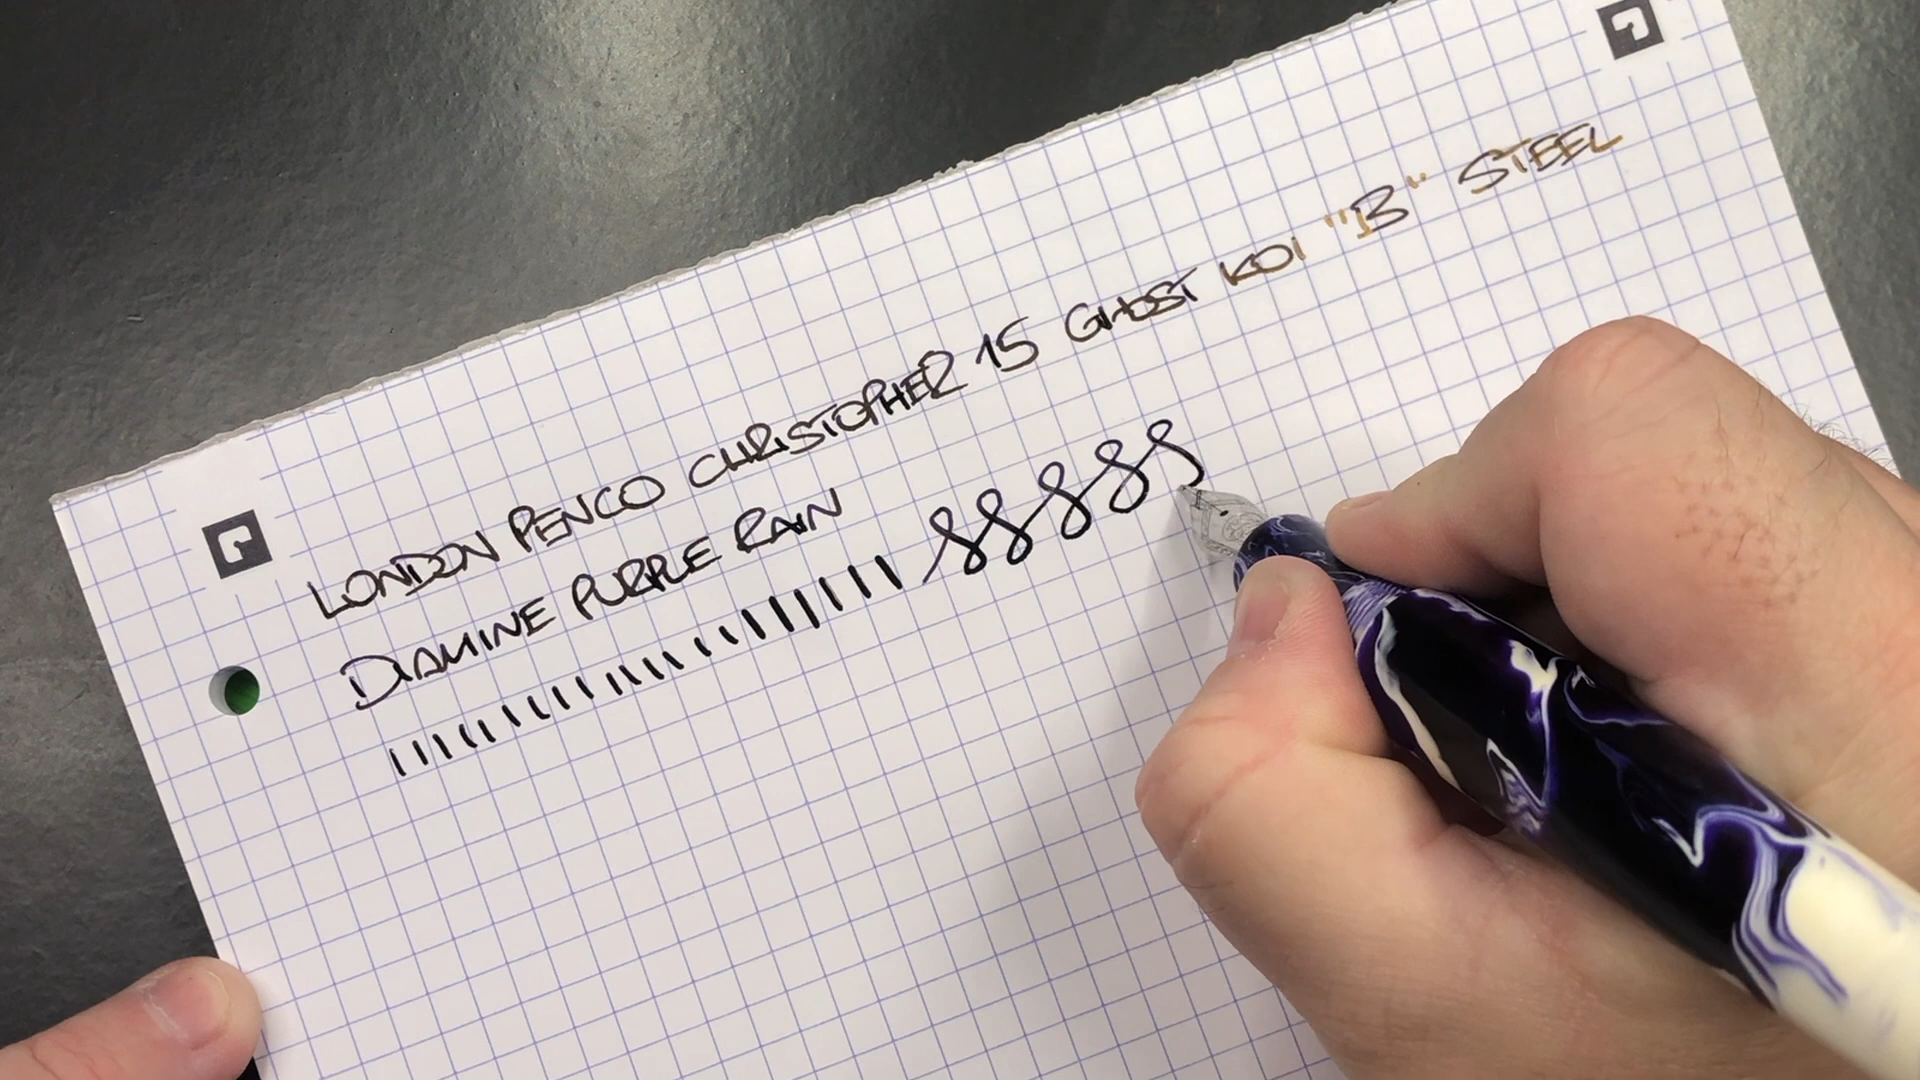 LONDON PENCO CHRISTOPHER 15 GHOST KOI "B" STEEL
DIAMINE PURPLE RAIN